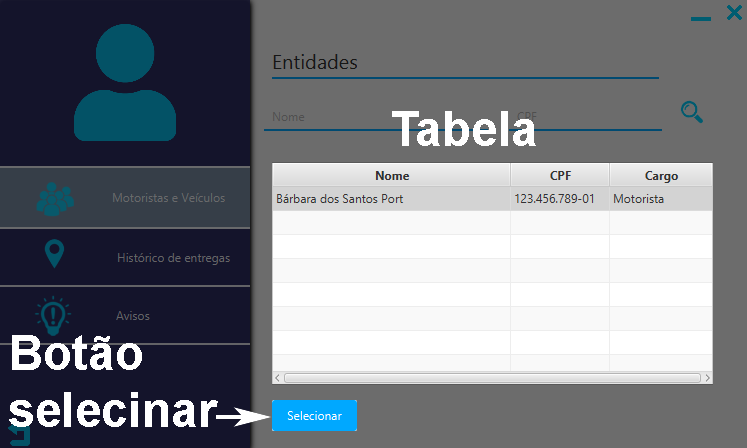 Entidades
Nome CPF
Tabela
Nome CPF Cargo
Bárbara dos Santos Port 123.456.789-01 Motorista
Motoristas e Veículos
Histórico de entregas
Avisos
Botão
selecinar
Selecionar